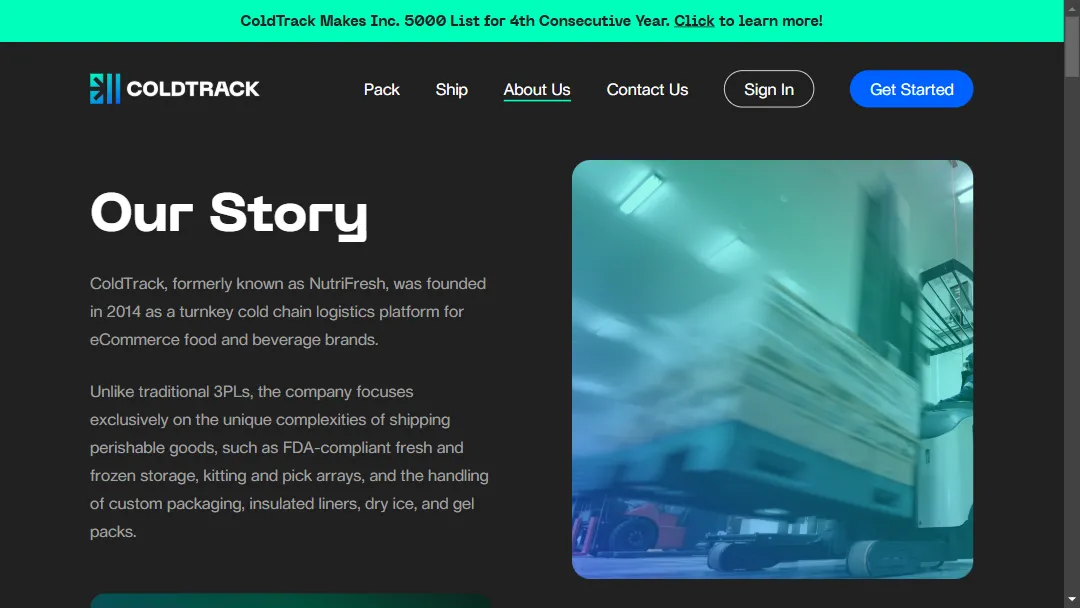 ColdTrack Makes Inc. 5000 List for 4th Consecutive Year. Click to learn more!
COLDTRACK
Pack
Ship
About Us
Contact Us
Sign In
Get Started
Our Story
ColdTrack, formerly known as NutriFresh, was founded
in 2014 as a turnkey cold chain logistics platform for
eCommerce food and beverage brands.
Unlike traditional 3PLs, the company focuses
exclusively on the unique complexities of shipping
perishable goods, such as FDA-compliant fresh and
frozen storage, kitting and pick arrays, and the handling
of custom packaging, insulated liners, dry ice, and gel
packs.